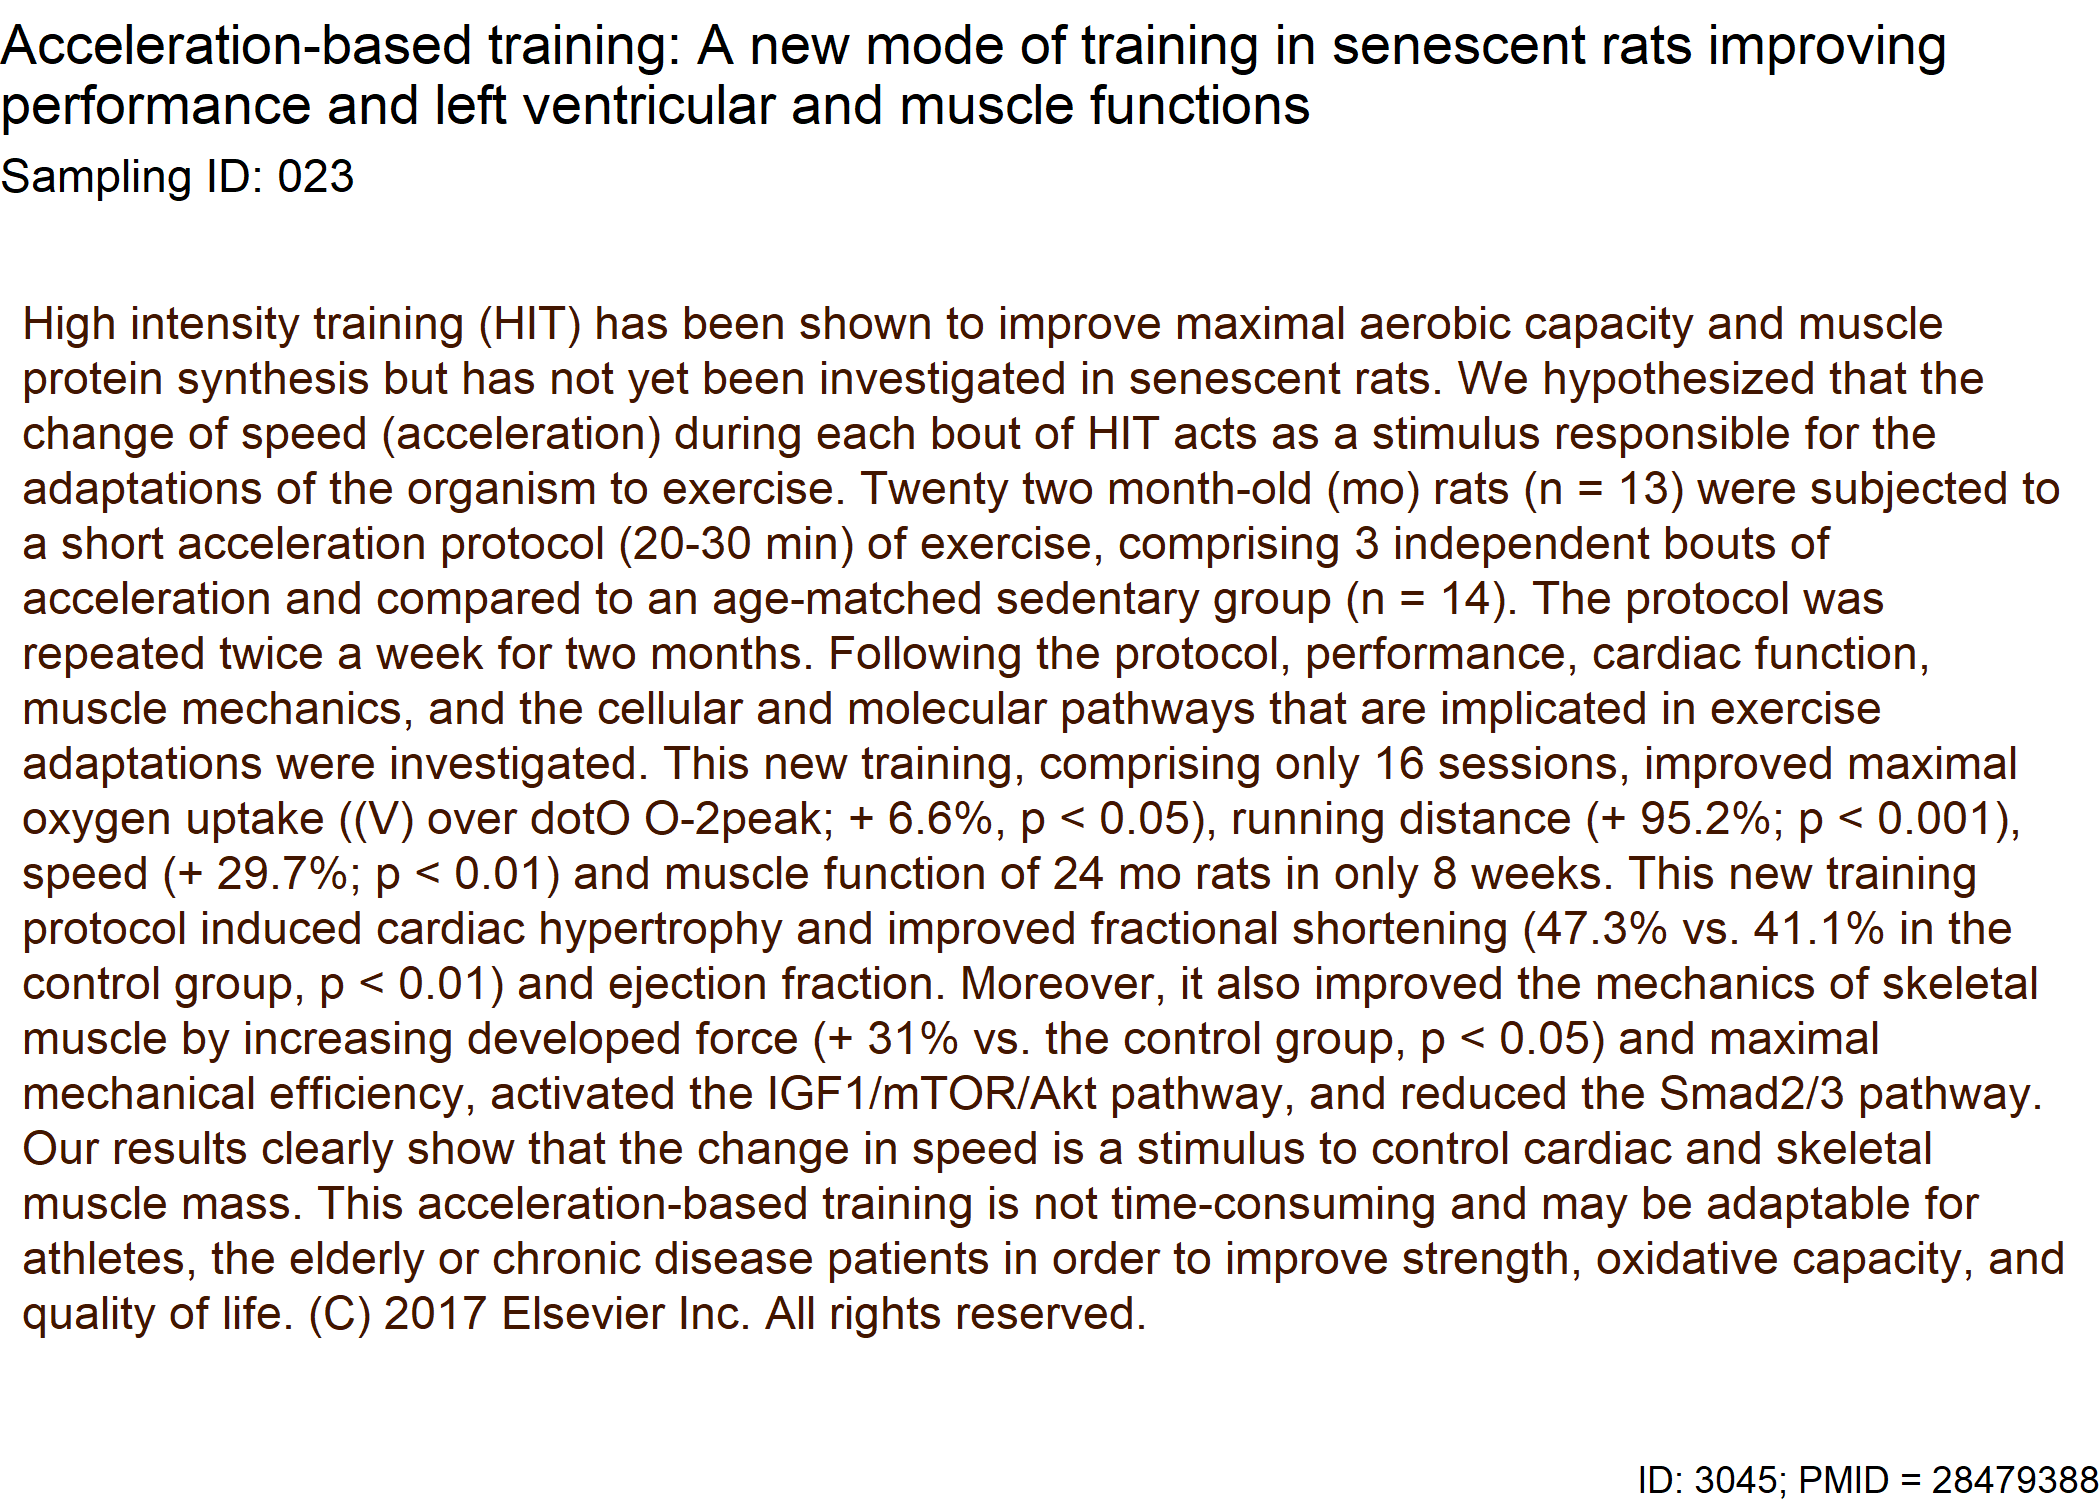 Acceleration-based training: A new mode of training in senescent rats improving
performance and left ventricular and muscle functions
Sampling ID: 023
High intensity training (HIT) has been shown to improve maximal aerobic capacity and muscle
protein synthesis but has not yet been investigated in senescent rats. We hypothesized that the
change of speed (acceleration) during each bout of HIT acts as a stimulus responsible for the
adaptations of the organism to exercise. Twenty two month-old (mo) rats (n = 13) were subjected to
a short acceleration protocol (20-30 min) of exercise, comprising 3 independent bouts of
acceleration and compared to an age-matched sedentary group (n = 14). The protocol was
repeated twice a week for two months. Following the protocol, performance, cardiac function,
muscle mechanics, and the cellular and molecular pathways that are implicated in exercise
adaptations were investigated. This new training, comprising only 16 sessions, improved maximal
oxygen uptake ((V) over dotO O-2peak; + 6.6%, p < 0.05), running distance (+ 95.2%; p < 0.001),
speed (+ 29.7%; p < 0.01) and muscle function of 24 mo rats in only 8 weeks. This new training
protocol induced cardiac hypertrophy and improved fractional shortening (47.3% vs. 41.1% in the
control group, p < 0.01) and ejection fraction. Moreover, it also improved the mechanics of skeletal
muscle by increasing developed force (+ 31% vs. the control group, p < 0.05) and maximal
mechanical efficiency, activated the IGF1/mTOR/Akt pathway, and reduced the Smad2/3 pathway.
Our results clearly show that the change in speed is a stimulus to control cardiac and skeletal
muscle mass. This acceleration-based training is not time-consuming and may be adaptable for
athletes, the elderly or chronic disease patients in order to improve strength, oxidative capacity, and
quality of life. (C) 2017 Elsevier Inc. All rights reserved.
ID: 3045; PMID = 28479388